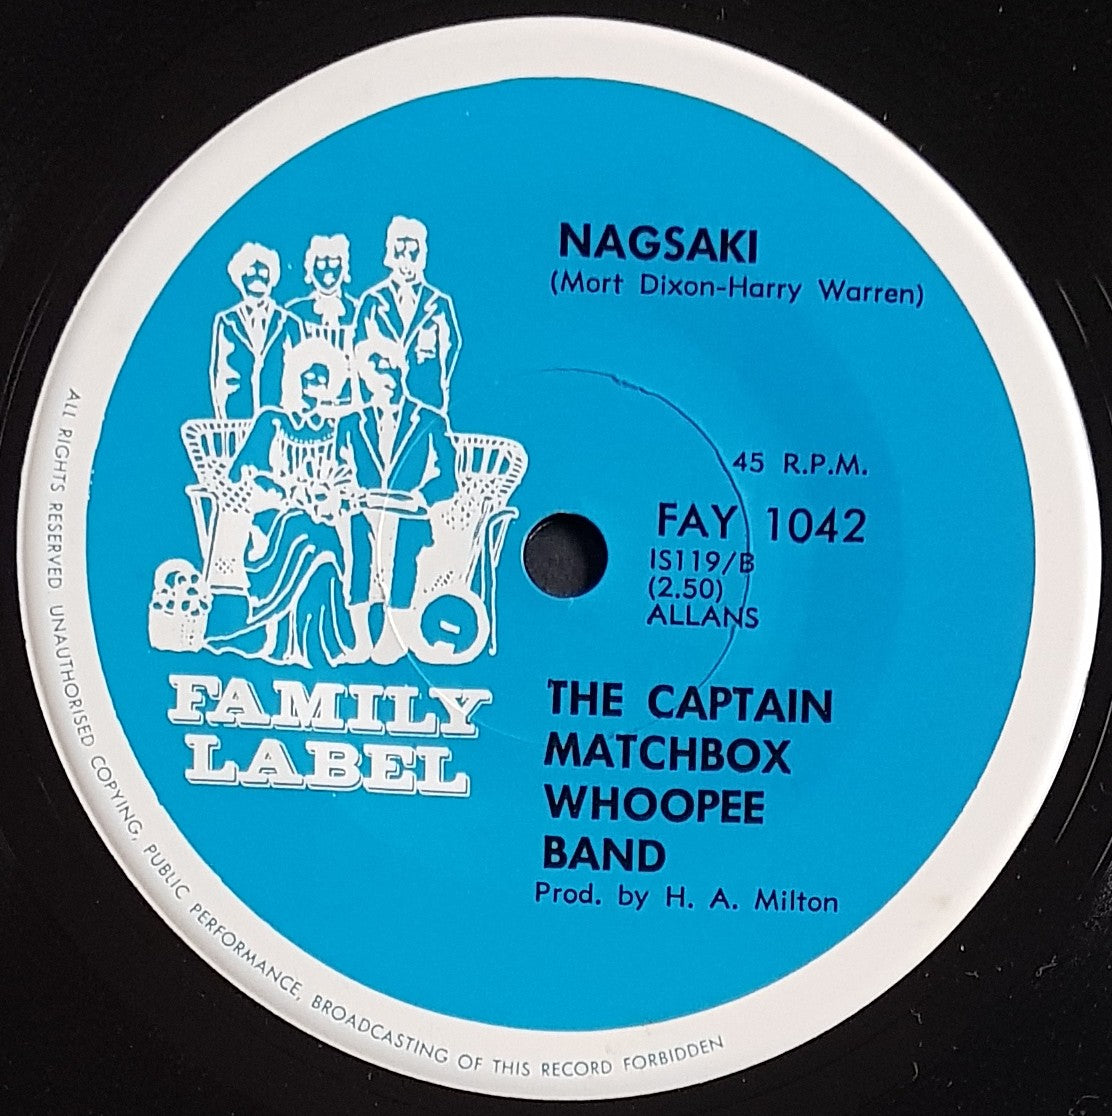 NAGSAKI
(Mort Dixon-Harry Warren)
45 R.P.M.
FAY 1042
IS119/B
(2.50)
ALLANS
FAMILY
LABEL
THE CAPTAIN
MATCHBOX
WHOOPEE
BAND
Prod. by H. A. Milton
ALL RIGHTS RESERVED. UNAUTHORISED COPYING, PUBLIC PERFORMANCE, BROADCASTING OF THIS RECORD FORBIDDEN